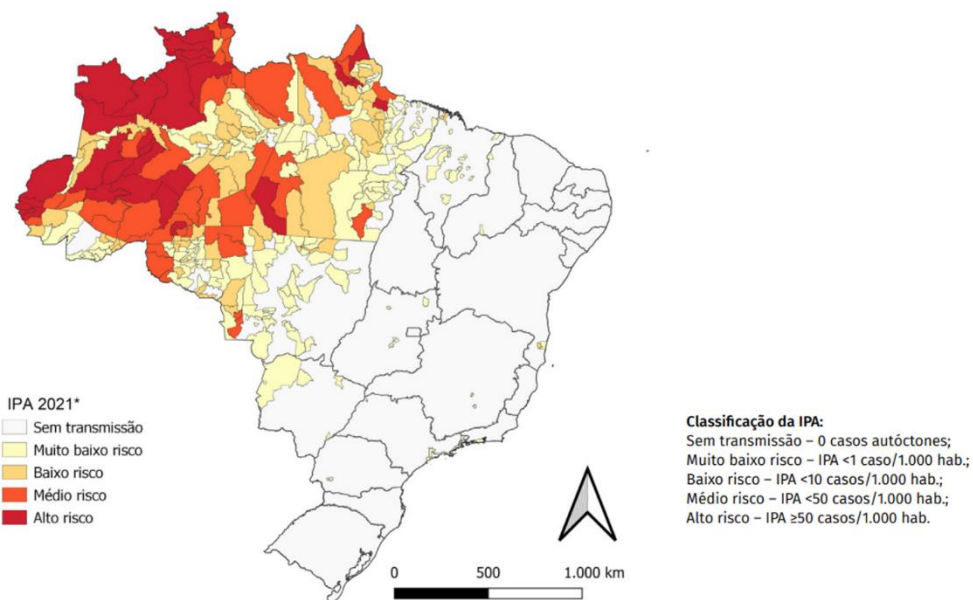 IPA 2021*
Sem transmissão
Muito baixo risco
Baixo risco
Médio risco
Alto risco
Classificação da IPA:
Sem transmissão – 0 casos autóctones;
Muito baixo risco – IPA <1 caso/1.000 hab.;
Baixo risco – IPA <10 casos/1.000 hab.;
Médio risco – IPA <50 casos/1.000 hab.;
Alto risco – IPA ≥50 casos/1.000 hab.
0 500 1.000 km